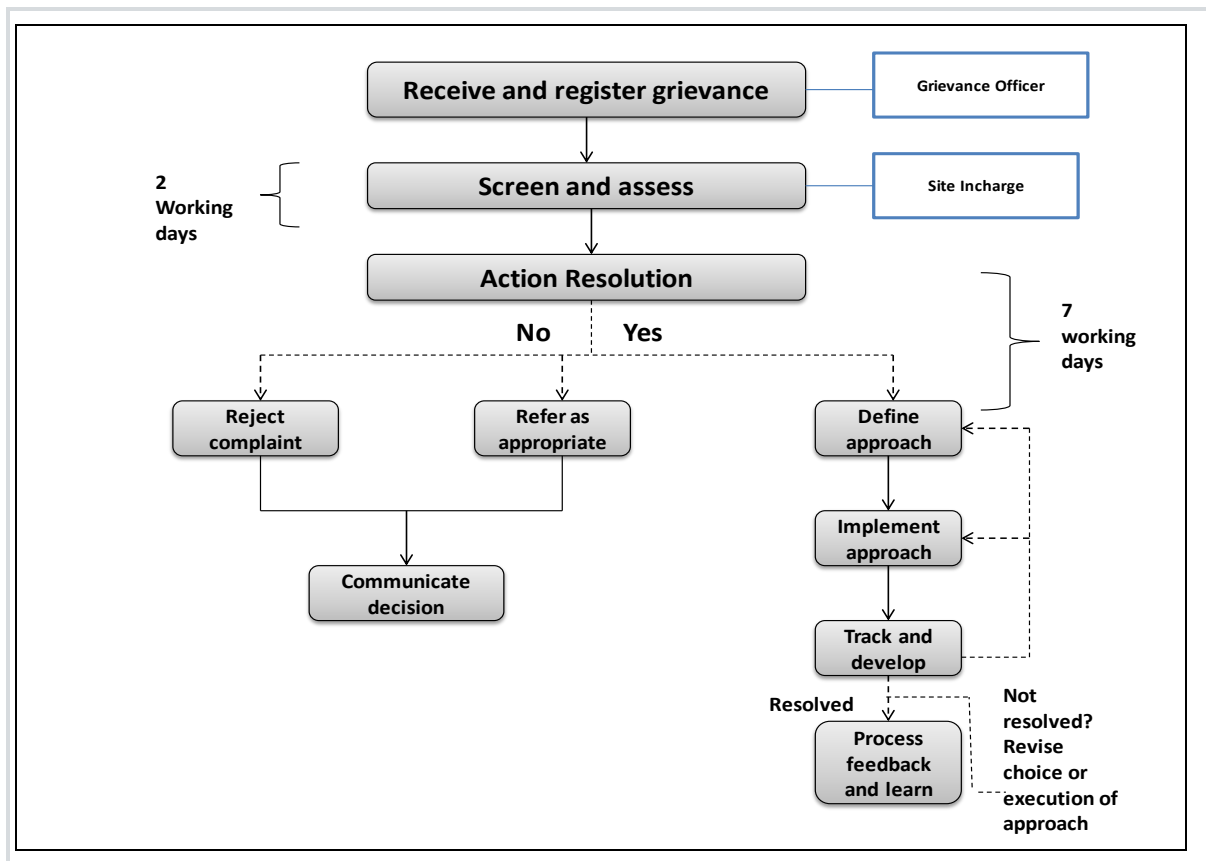 Receive and register grievance
Grievance Officer
2
Working
days
Screen and assess
Site Incharge
Action Resolution
No
Yes
7
working
days
Reject
complaint
Refer as
appropriate
Define
approach
Implement
approach
Communicate
decision
Track and
develop
Resolved
Not
resolved?
Revise
choice or
execution of
approach
Process
feedback
and learn